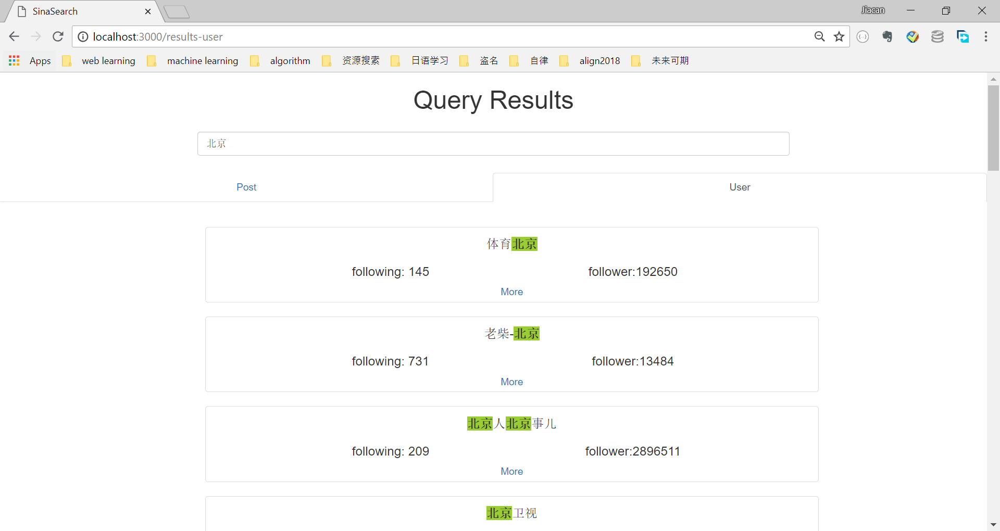 SinaSearch
Jiacan
localhost:3000/results-user
Apps web learning machine learning algorithm 资源搜索 日语学习 盗名 自律 align2018 未来可期
Query Results
北京
Post User
体育北京
following: 145 follower:192650
More
老柴-北京
following: 731 follower:13484
More
北京人北京事儿
following: 209 follower:2896511
More
北京卫视